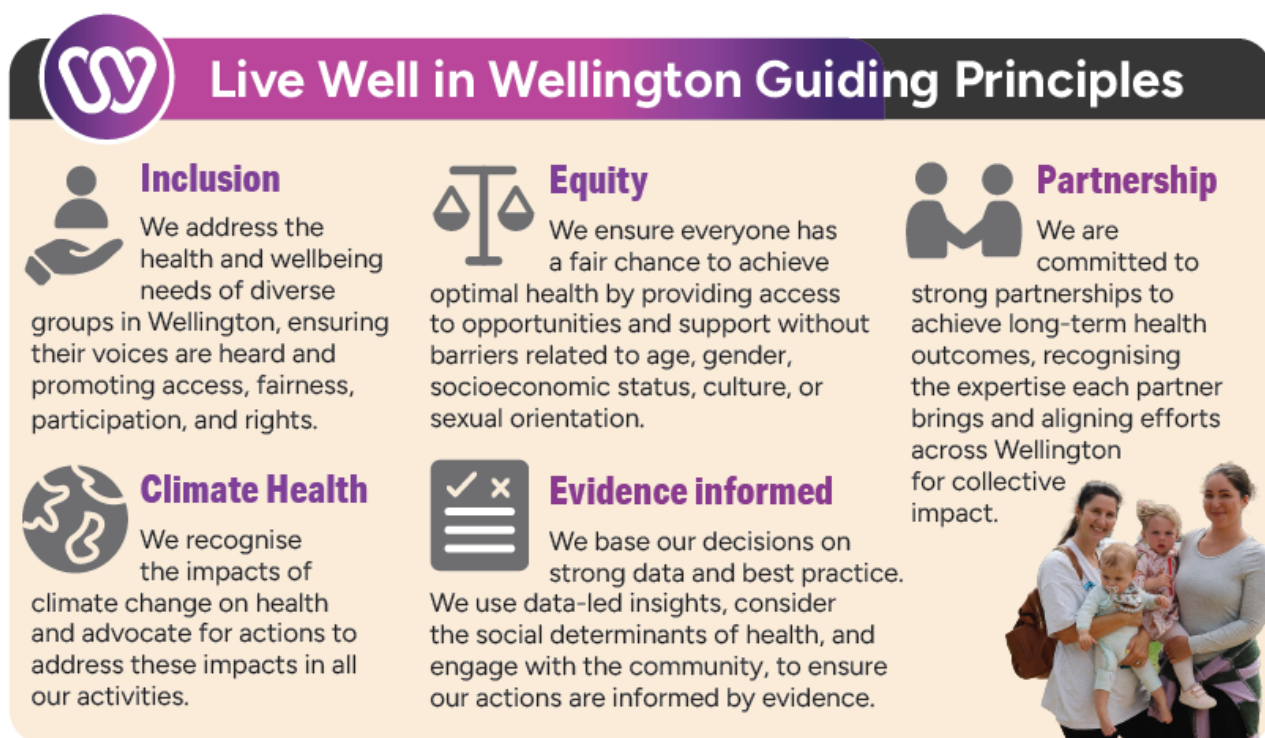 Live Well in Wellington Guiding Principles
Inclusion
We address the
health and wellbeing
needs of diverse
groups in Wellington, ensuring
their voices are heard and
promoting access, fairness,
participation, and rights.
Equity
We ensure everyone has
a fair chance to achieve
optimal health by providing access
to opportunities and support without
barriers related to age, gender,
socioeconomic status, culture, or
sexual orientation.
Partnership
We are
committed to
strong partnerships to
achieve long-term health
outcomes, recognising
the expertise each partner
brings and aligning efforts
across Wellington
for collective
impact.
Climate Health
We recognise
the impacts of
climate change on health
and advocate for actions to
address these impacts in all
our activities.
Evidence informed
We base our decisions on
strong data and best practice.
We use data-led insights, consider
the social determinants of health, and
engage with the community, to ensure
our actions are informed by evidence.